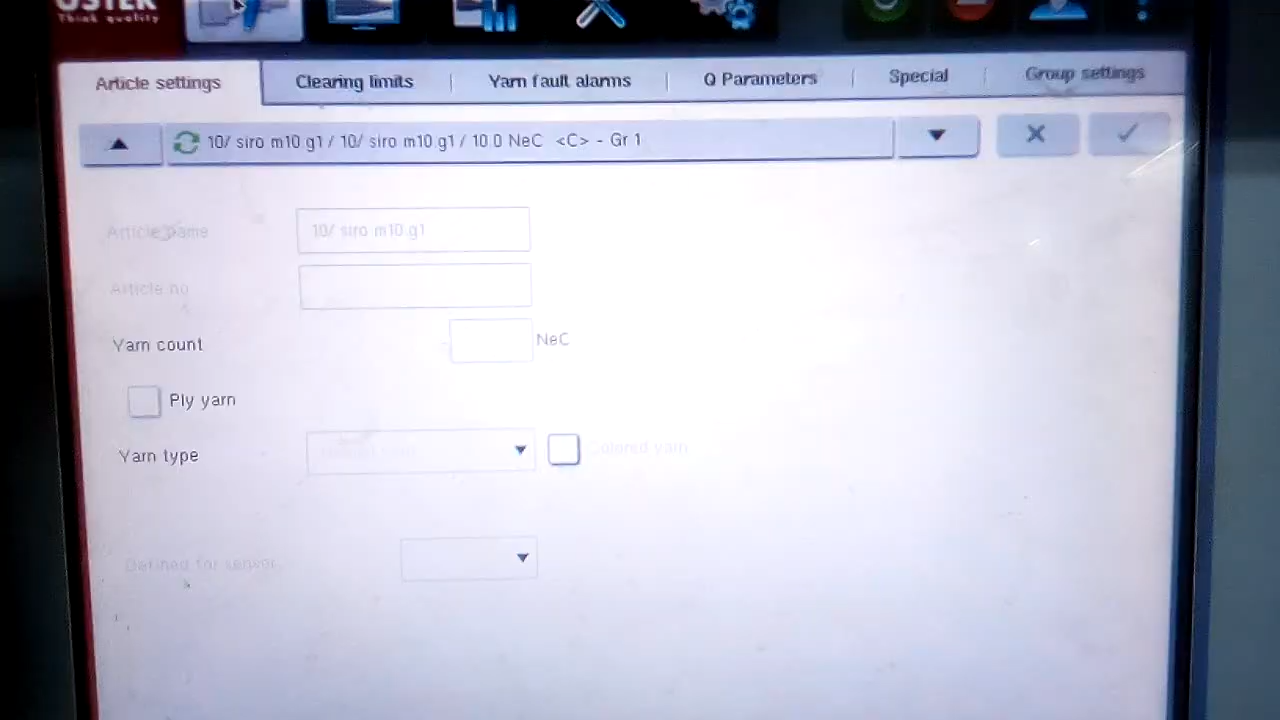 USTER
Think quality
Article settings
Clearing limits
Yarn fault alarms
Q Parameters
Special
Group settings
10/ siro m10 g1 / 10/ siro m10 g1 / 10.0 NeC <C> - Gr 1
Article name
10/ siro m10 g1
Article no
Yarn count
NeC
Ply yarn
Yarn type
Colored yarn
Defined for sensor